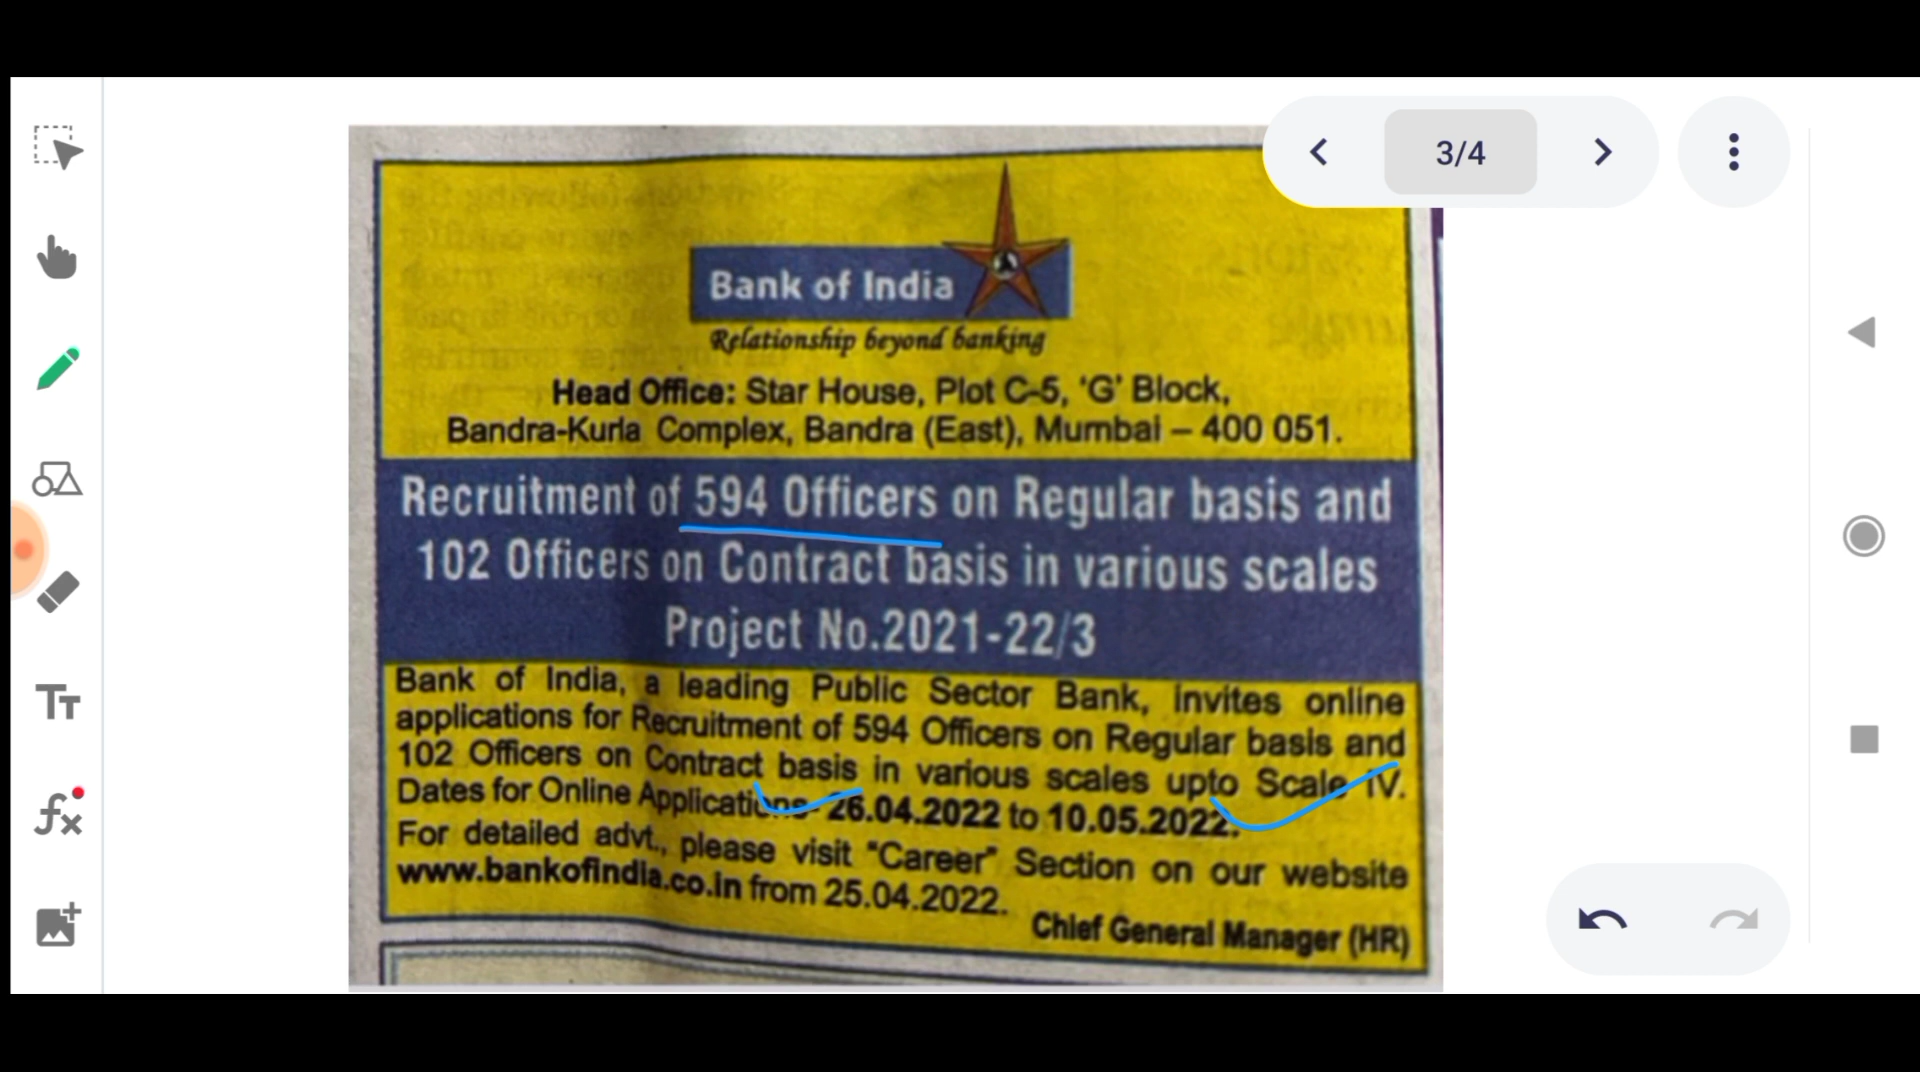 3/4
Bank of India
Relationship beyond banking
Head Office: Star House, Plot C-5, 'G' Block,
Bandra-Kurla Complex, Bandra (East), Mumbai – 400 051.
Recruitment of 594 Officers on Regular basis and
102 Officers on Contract basis in various scales
Project No.2021-22/3
Bank of India, a leading Public Sector Bank, invites online
applications for Recruitment of 594 Officers on Regular basis and
102 Officers on Contract basis in various scales upto Scale IV.
Dates for Online Applications- 26.04.2022 to 10.05.2022.
For detailed advt., please visit "Career" Section on our website
www.bankofindia.co.in from 25.04.2022.
Chief General Manager (HR)
TT
fx